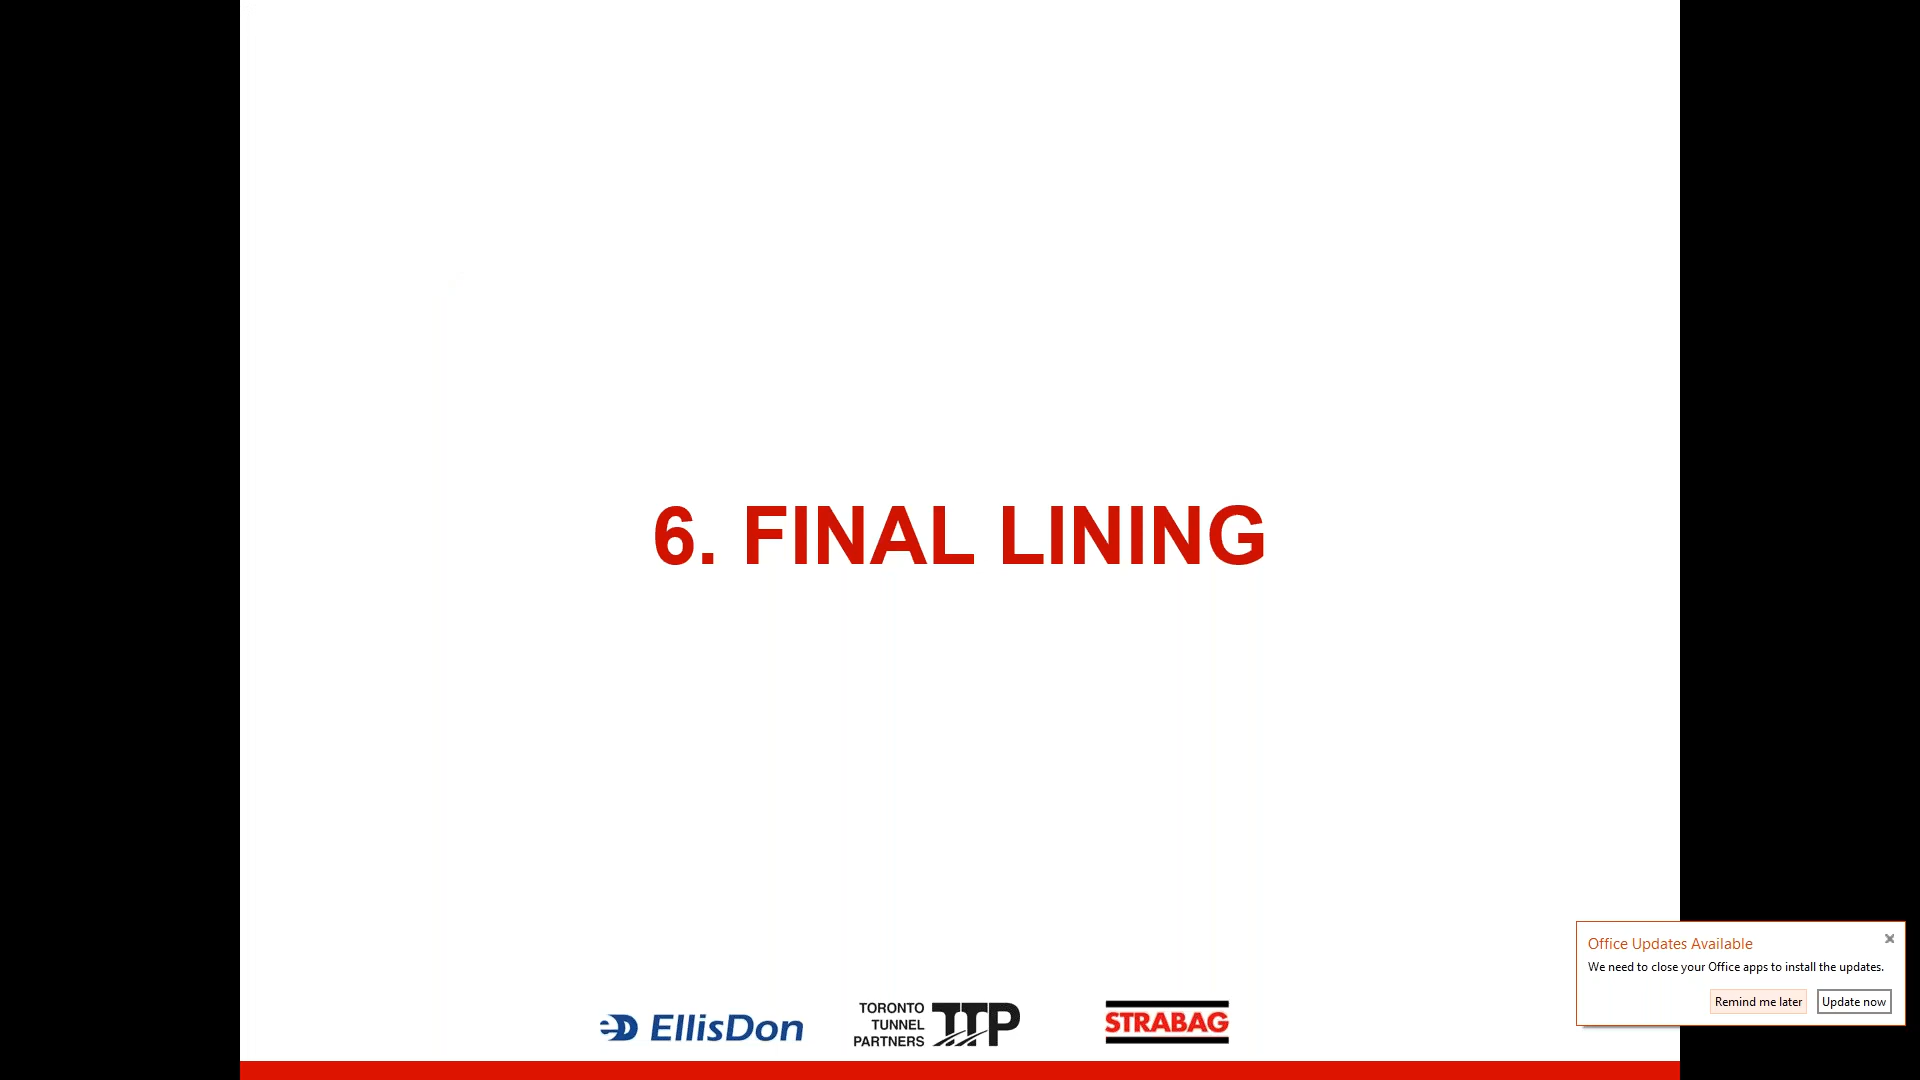 6. FINAL LINING
EllisDon
TORONTO
TUNNEL
PARTNERS
TTP
STRABAG
Office Updates Available
We need to close your Office apps to install the updates.
Remind me later
Update now